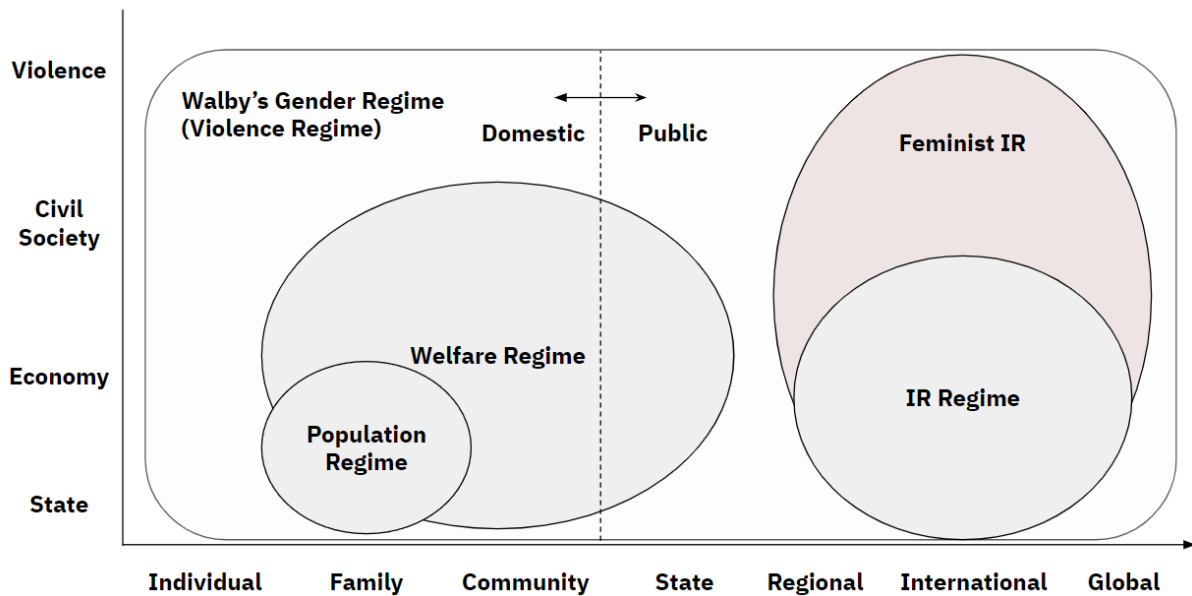 Violence
Walby’s Gender Regime
(Violence Regime)
Domestic
Public
Feminist IR
Civil
Society
Welfare Regime
Economy
IR Regime
Population
Regime
State
Individual
Family
Community
State
Regional
International
Global